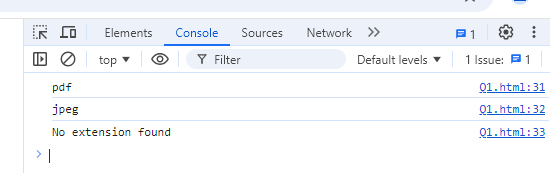 Elements Console Sources Network 1
top Filter Default levels 1 Issue: 1
pdf Q1.html:31
jpeg Q1.html:32
No extension found Q1.html:33